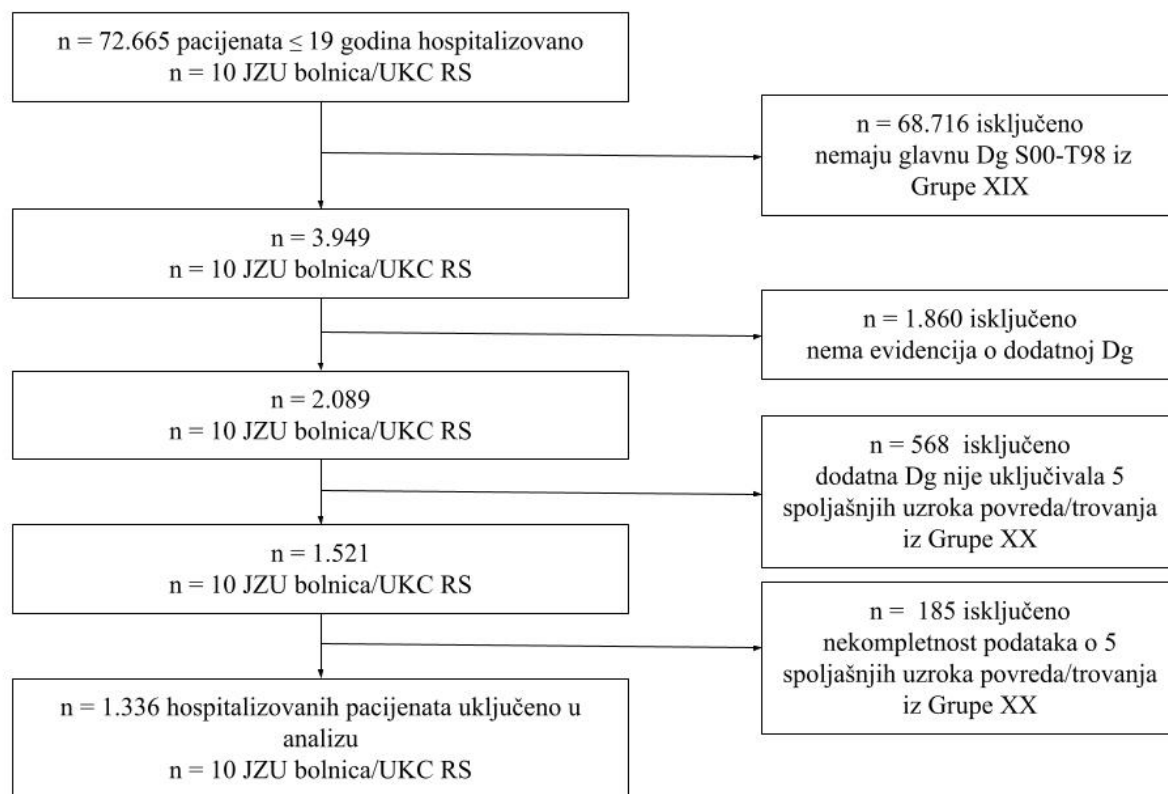 n = 72.665 pacijenata ≤ 19 godina hospitalizovano
n = 10 JZU bolnica/UKC RS
n = 68.716 isključeno
nemaju glavnu Dg S00-T98 iz
Grupe XIX
n = 3.949
n = 10 JZU bolnica/UKC RS
n = 1.860 isključeno
nema evidencija o dodatnoj Dg
n = 2.089
n = 10 JZU bolnica/UKC RS
n = 568 isključeno
dodatna Dg nije uključivala 5
spoljašnjih uzroka povreda/trovanja
iz Grupe XX
n = 1.521
n = 10 JZU bolnica/UKC RS
n = 185 isključeno
nekompletnost podataka o 5
spoljašnjih uzroka povreda/trovanja
iz Grupe XX
n = 1.336 hospitalizovanih pacijenata uključeno u
analizu
n = 10 JZU bolnica/UKC RS